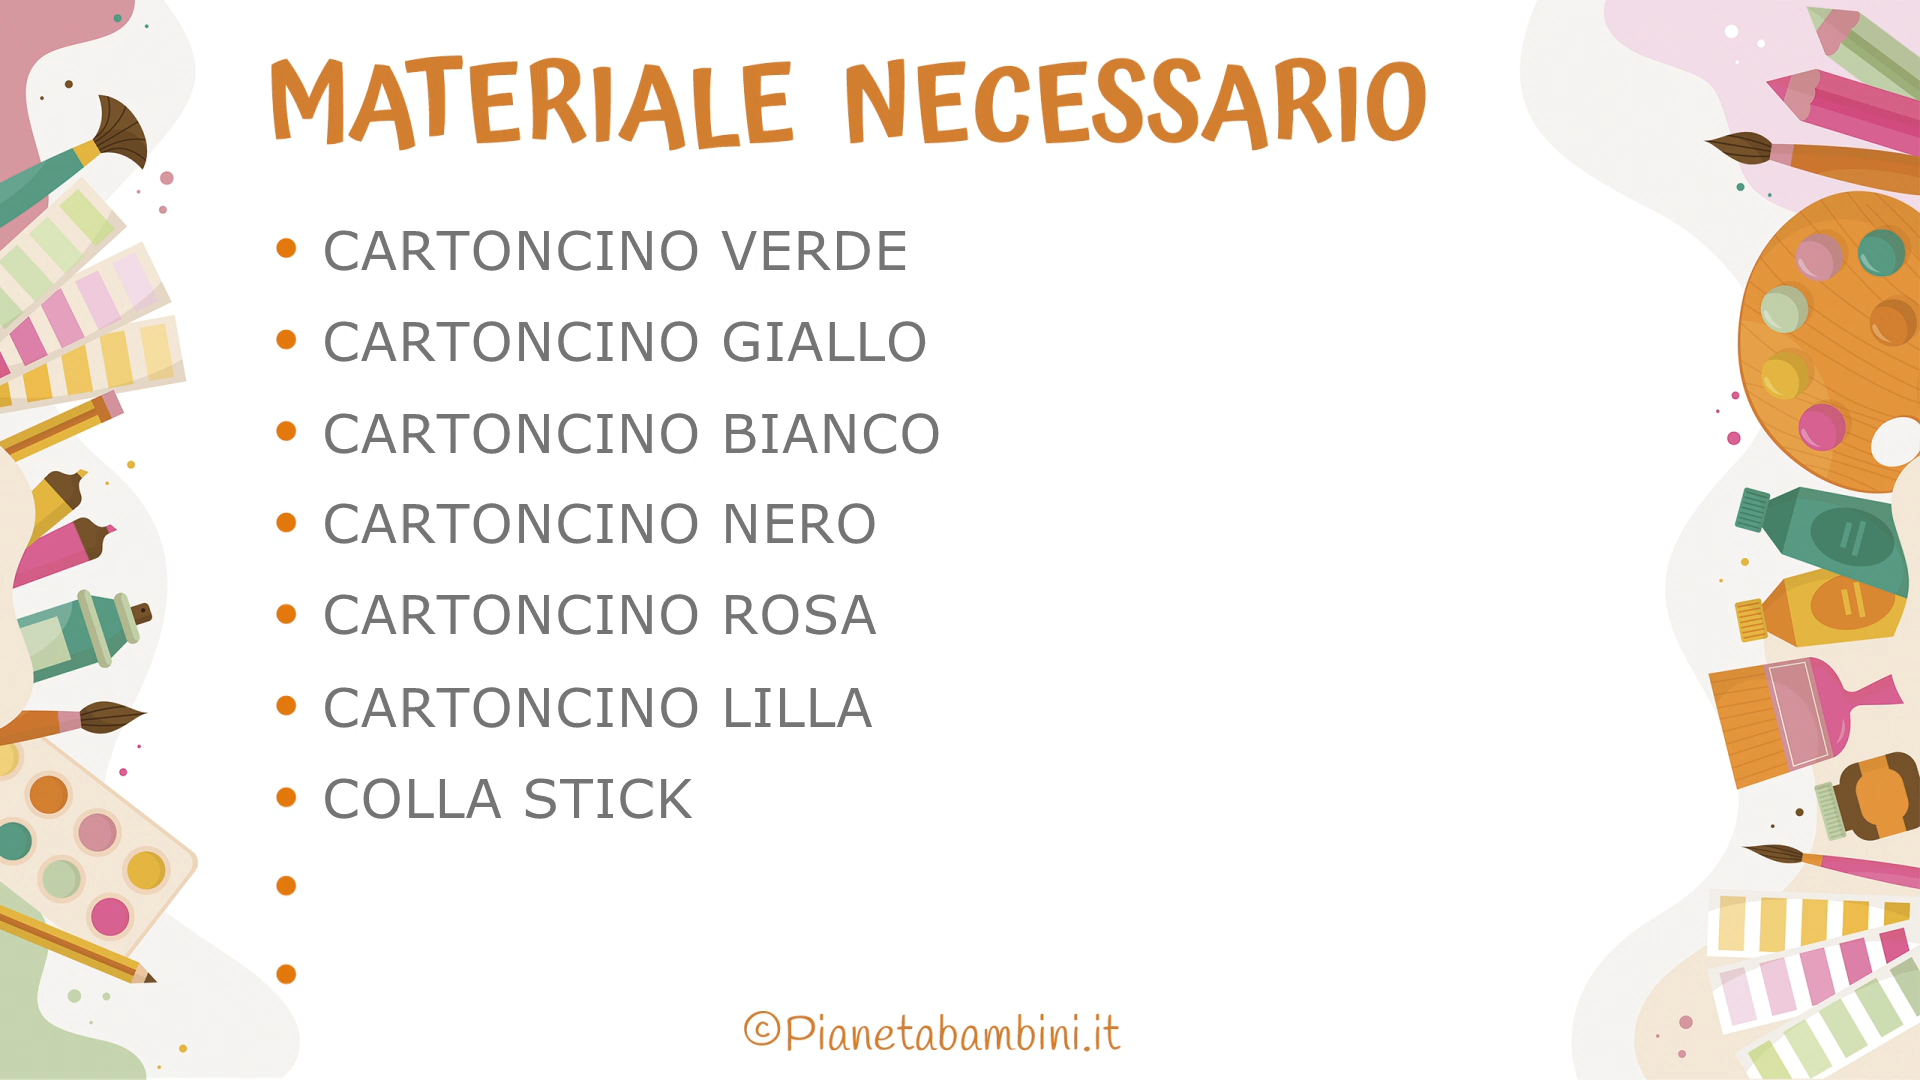 MATERIALE NECESSARIO
• CARTONCINO VERDE
• CARTONCINO GIALLO
• CARTONCINO BIANCO
• CARTONCINO NERO
• CARTONCINO ROSA
• CARTONCINO LILLA
• COLLA STICK
•
•
©Pianetabambini.it